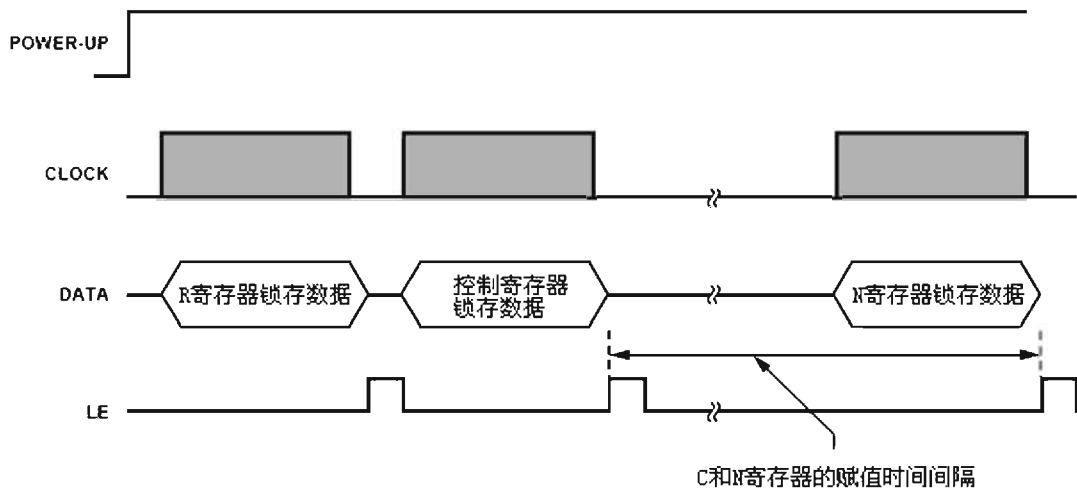 POWER-UP
CLOCK
DATA
R寄存器锁存数据
控制寄存器
锁存数据
N寄存器锁存数据
LE
C和N寄存器的赋值时间间隔